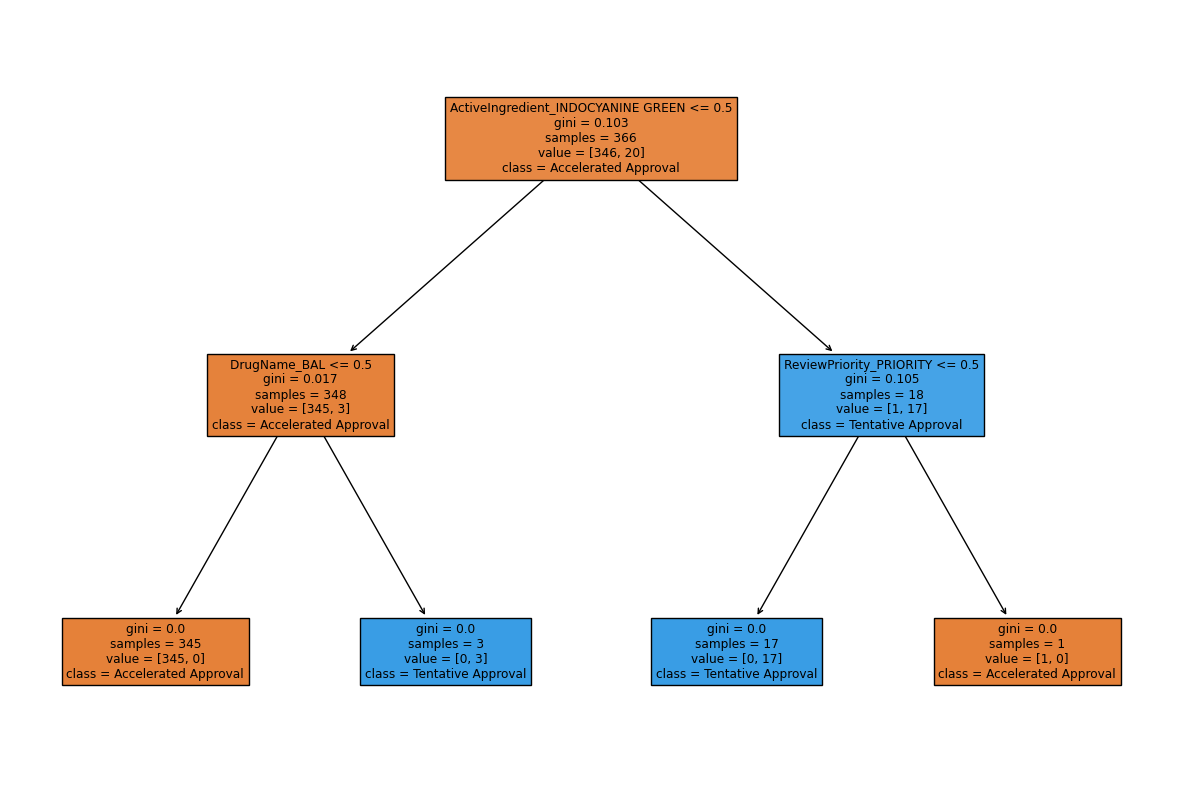 ActiveIngredient_INDOCYANINE GREEN <= 0.5
gini = 0.103
samples = 366
value = [346, 20]
class = Accelerated Approval
DrugName_BAL <= 0.5
gini = 0.017
samples = 348
value = [345, 3]
class = Accelerated Approval
ReviewPriority_PRIORITY <= 0.5
gini = 0.105
samples = 18
value = [1, 17]
class = Tentative Approval
gini = 0.0
samples = 345
value = [345, 0]
class = Accelerated Approval
gini = 0.0
samples = 3
value = [0, 3]
class = Tentative Approval
gini = 0.0
samples = 17
value = [0, 17]
class = Tentative Approval
gini = 0.0
samples = 1
value = [1, 0]
class = Accelerated Approval